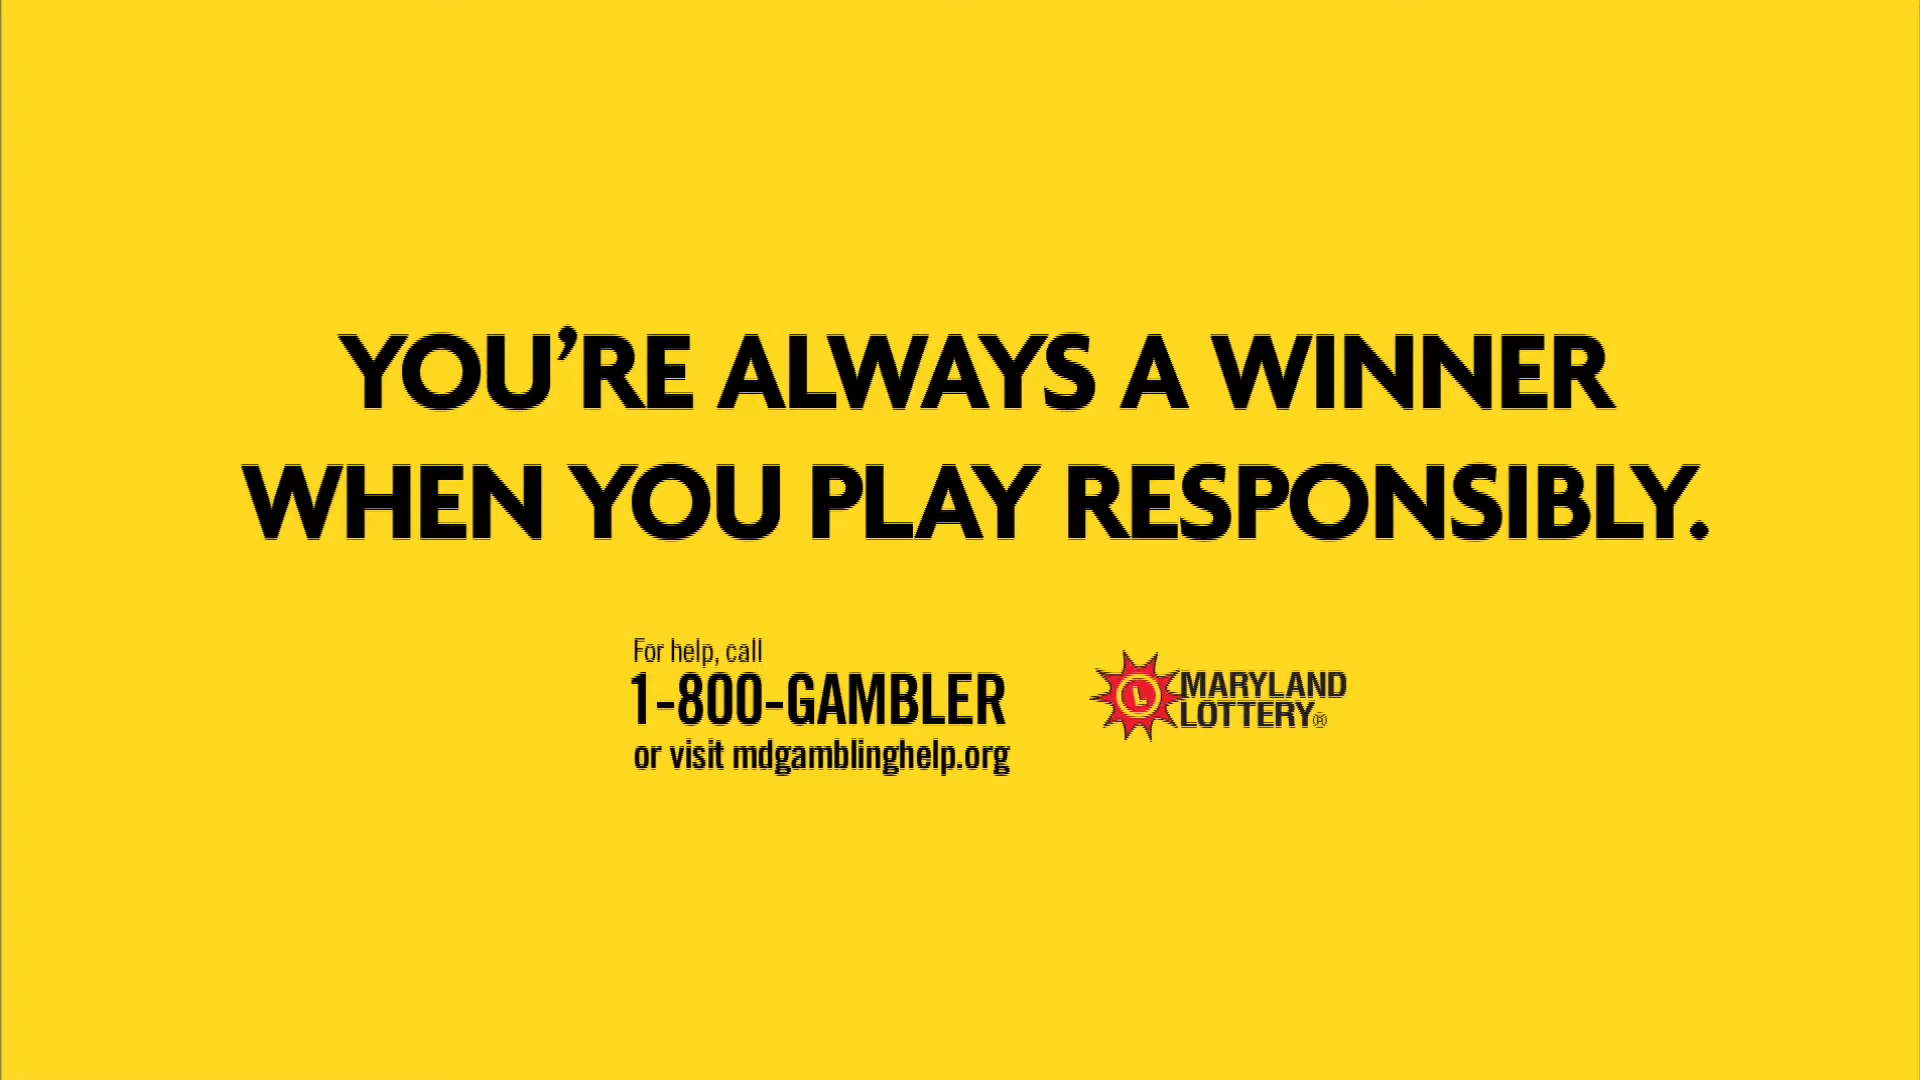 YOU'RE ALWAYS A WINNER
WHEN YOU PLAY RESPONSIBLY.
For help, call
1-800-GAMBLER
or visit mdgamblinghelp.org
L
MARYLAND
LOTTERY®